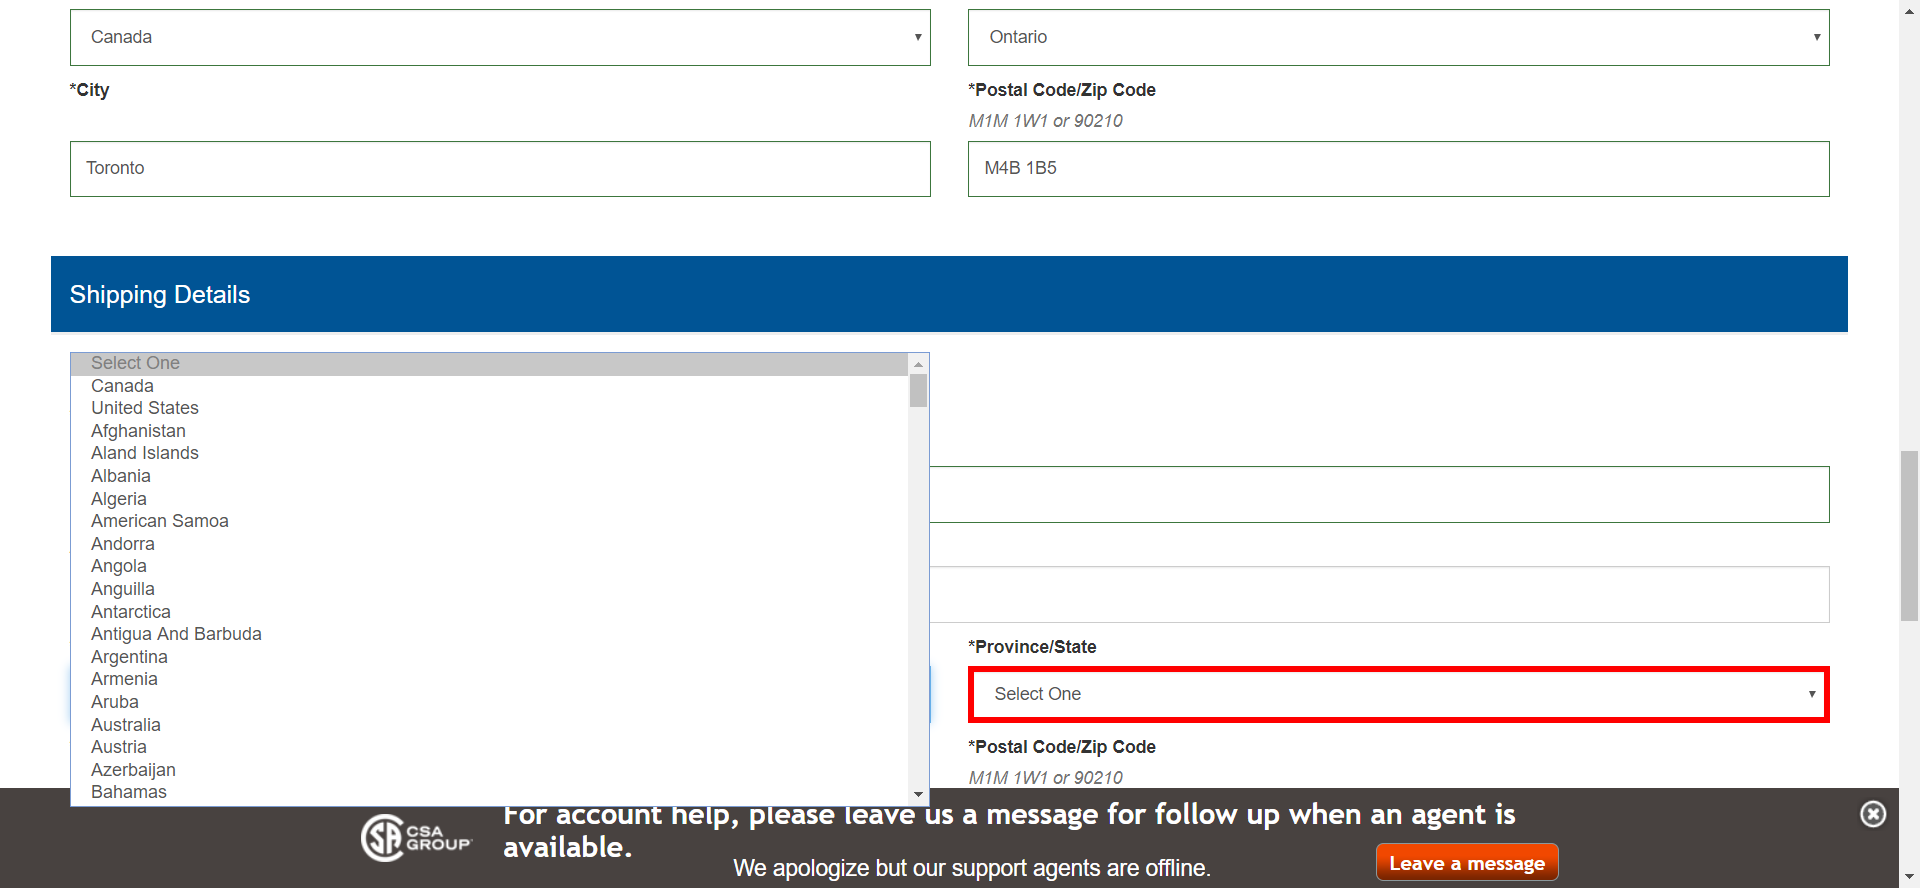 Canada
Ontario
*City
*Postal Code/Zip Code
M1M 1W1 or 90210
Toronto
M4B 1B5
Shipping Details
Select One
Canada
United States
Afghanistan
Aland Islands
Albania
Algeria
American Samoa
Andorra
Angola
Anguilla
Antarctica
Antigua And Barbuda
Argentina
Armenia
Aruba
Australia
Austria
Azerbaijan
Bahamas
*Province/State
Select One
*Postal Code/Zip Code
M1M 1W1 or 90210
CSA
GROUP
For account help, please leave us a message for follow up when an agent is
available.
We apologize but our support agents are offline.
Leave a message